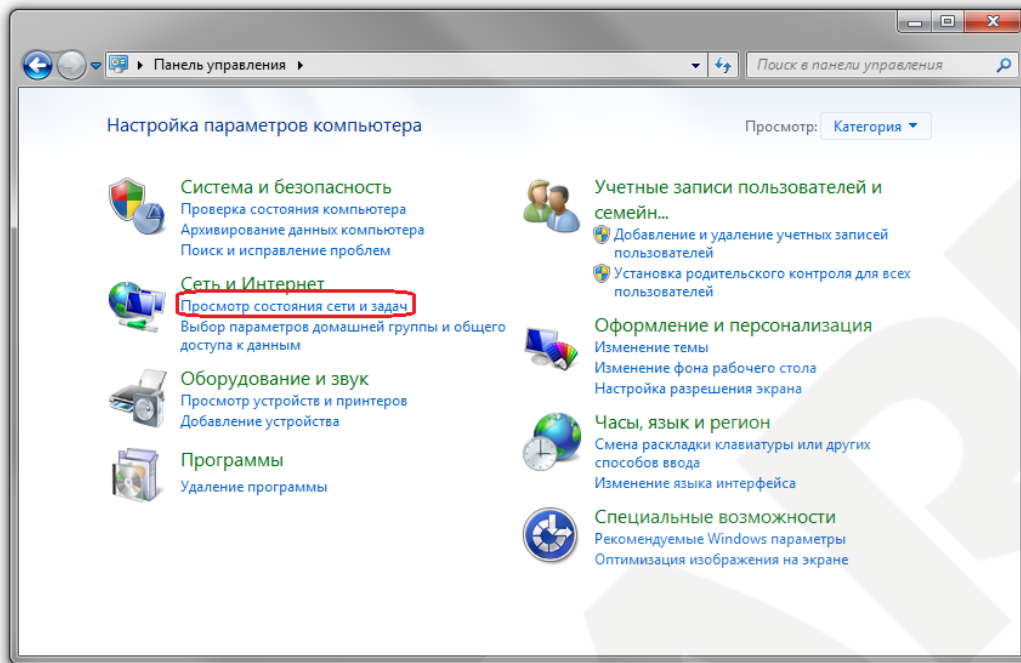 Панель управления
Поиск в панели управления
Настройка параметров компьютера
Просмотр: Категория
Система и безопасность
Проверка состояния компьютера
Архивирование данных компьютера
Поиск и исправление проблем
Сеть и Интернет
Просмотр состояния сети и задач
Выбор параметров домашней группы и общего
доступа к данным
Оборудование и звук
Просмотр устройств и принтеров
Добавление устройства
Программы
Удаление программы
Учетные записи пользователей и
семейн...
Добавление и удаление учетных записей
пользователей
Установка родительского контроля для всех
пользователей
Оформление и персонализация
Изменение темы
Изменение фона рабочего стола
Настройка разрешения экрана
Часы, язык и регион
Смена раскладки клавиатуры или других
способов ввода
Изменение языка интерфейса
Специальные возможности
Рекомендуемые Windows параметры
Оптимизация изображения на экране